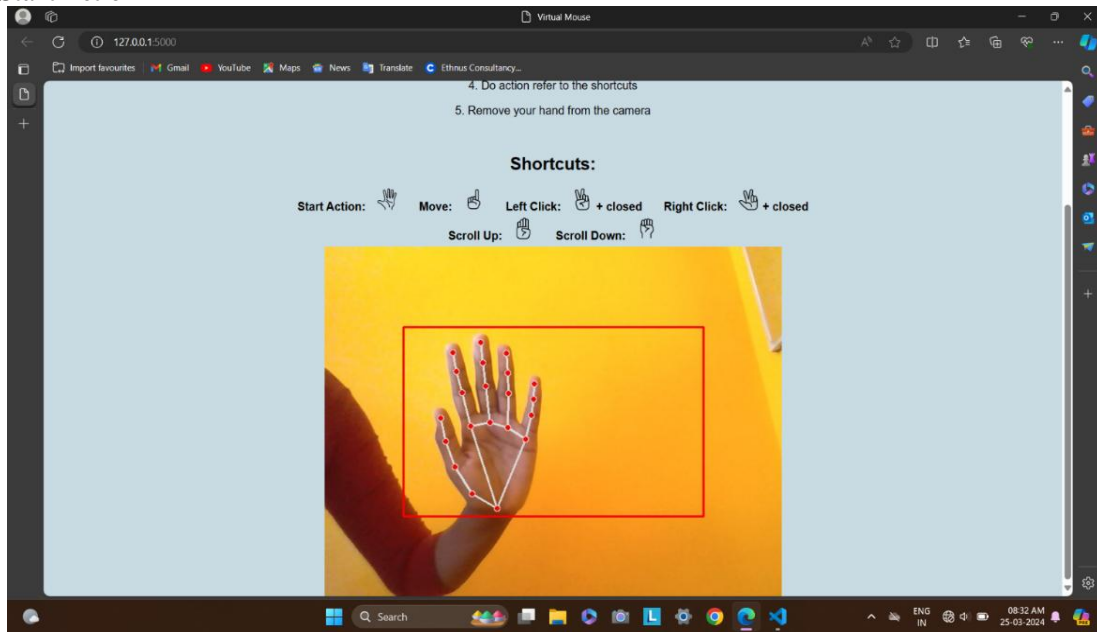 Virtual Mouse
127.0.0.1:5000
Import favourites Gmail YouTube Maps News Translate Ethnus Consultancy...
4. Do action refer to the shortcuts
5. Remove your hand from the camera
Shortcuts:
Start Action: Move: Left Click: + closed Right Click: + closed
Scroll Up: Scroll Down:
Search
ENG
IN
08:32 AM
25-03-2024